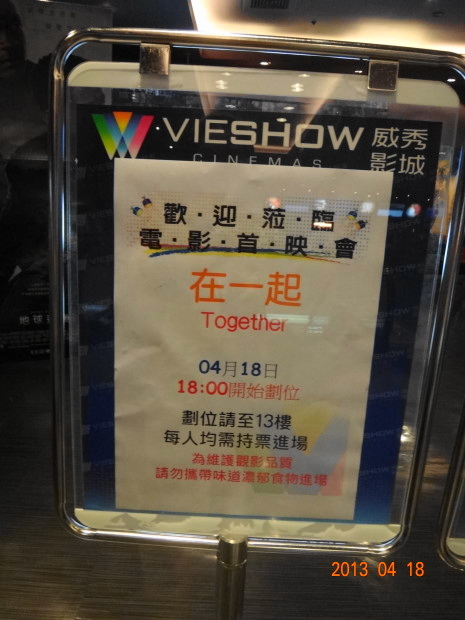 VIESHOW 威秀
CINEMAS 影城
歡・迎・蒞・臨
電・影・首・映・會
在一起
Together
04月18日
18:00開始劃位
劃位請至13樓
每人均需持票進場
為維護觀影品質
請勿攜帶味道濃郁食物進場
2013 04 18